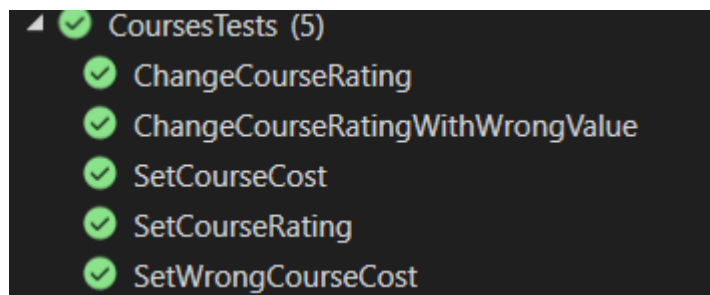 CoursesTests (5)
ChangeCourseRating
ChangeCourseRatingWithWrongValue
SetCourseCost
SetCourseRating
SetWrongCourseCost